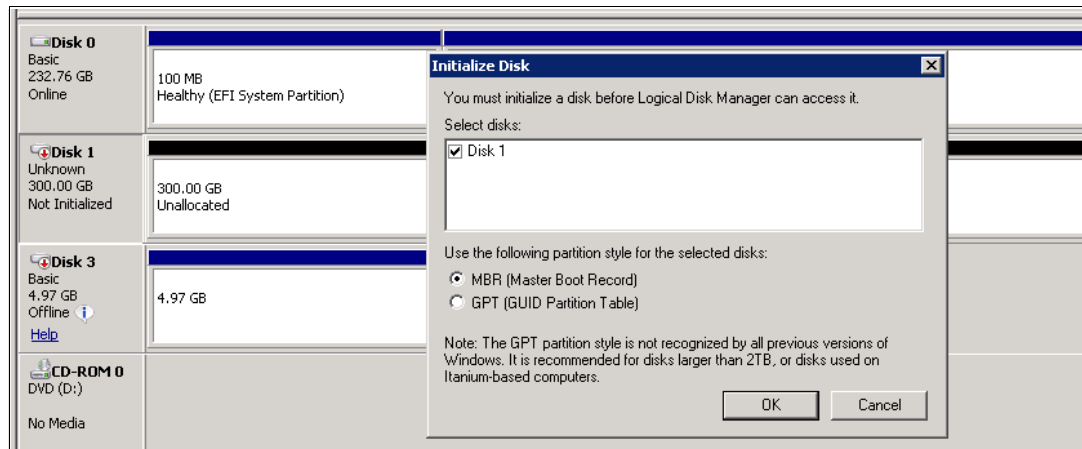 Disk 0
Basic
232.76 GB
Online
100 MB
Healthy (EFI System Partition)
Disk 1
Unknown
300.00 GB
Not Initialized
300.00 GB
Unallocated
Disk 3
Basic
4.97 GB
Offline
Help
4.97 GB
CD-ROM 0
DVD (D:)
No Media
Initialize Disk
You must initialize a disk before Logical Disk Manager can access it.
Select disks:
Disk 1
Use the following partition style for the selected disks:
MBR (Master Boot Record)
GPT (GUID Partition Table)
Note: The GPT partition style is not recognized by all previous versions of
Windows. It is recommended for disks larger than 2TB, or disks used on
Itanium-based computers.
OK
Cancel